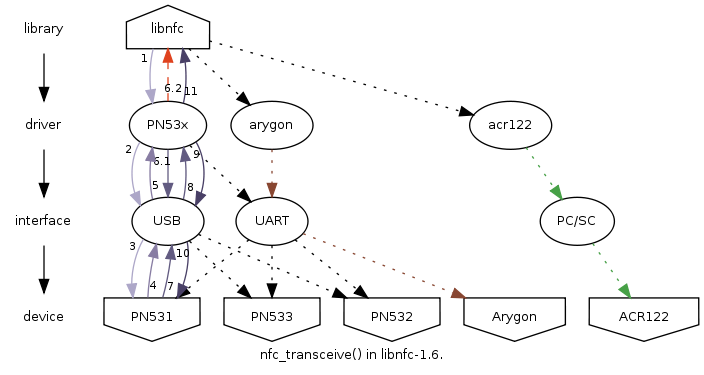 library
libnfc
1
6.2
11
driver
PN53x
arygon
acr122
2
6.1
9
5
8
interface
USB
UART
PC/SC
3
10
4
7
device
PN531
PN533
PN532
Arygon
ACR122
nfc_transceive() in libnfc-1.6.